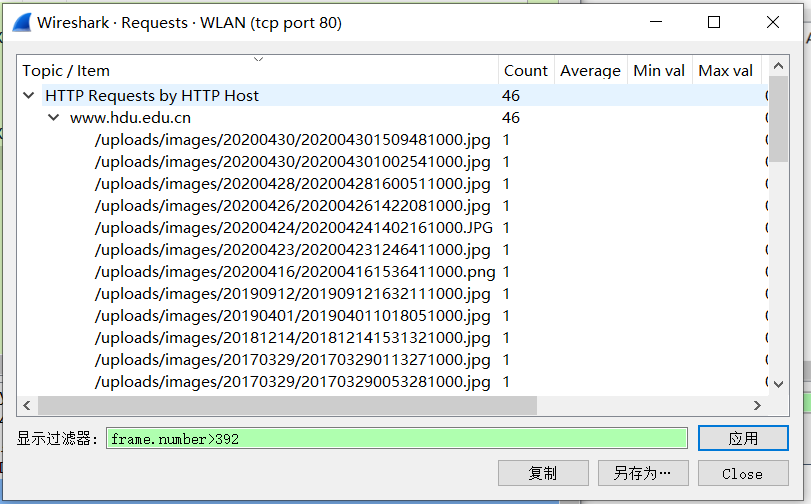 Wireshark · Requests · WLAN (tcp port 80)
Topic / Item Count Average Min val Max val
HTTP Requests by HTTP Host 46
www.hdu.edu.cn 46
/uploads/images/20200430/202004301509481000.jpg 1
/uploads/images/20200430/202004301002541000.jpg 1
/uploads/images/20200428/202004281600511000.jpg 1
/uploads/images/20200426/202004261422081000.jpg 1
/uploads/images/20200424/202004241402161000.JPG 1
/uploads/images/20200423/202004231246411000.jpg 1
/uploads/images/20200416/202004161536411000.png 1
/uploads/images/20190912/201909121632111000.jpg 1
/uploads/images/20190401/201904011018051000.jpg 1
/uploads/images/20181214/201812141531321000.jpg 1
/uploads/images/20170329/201703290113271000.jpg 1
/uploads/images/20170329/201703290053281000.jpg 1
显示过滤器: frame.number>392 应用
复制 另存为… Close